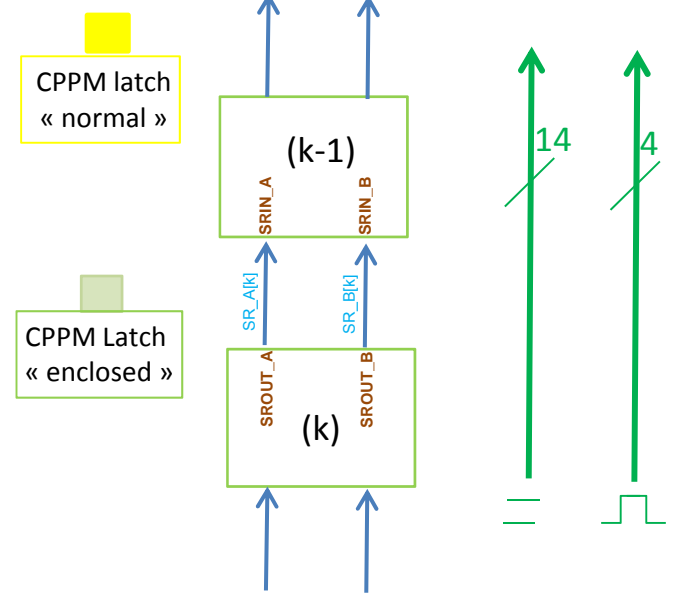 CPPM latch
« normal »
(k-1)
SRIN_A
SRIN_B
14
4
SR_A[k]
SR_B[k]
CPPM Latch
« enclosed »
SROUT_A
SROUT_B
(k)